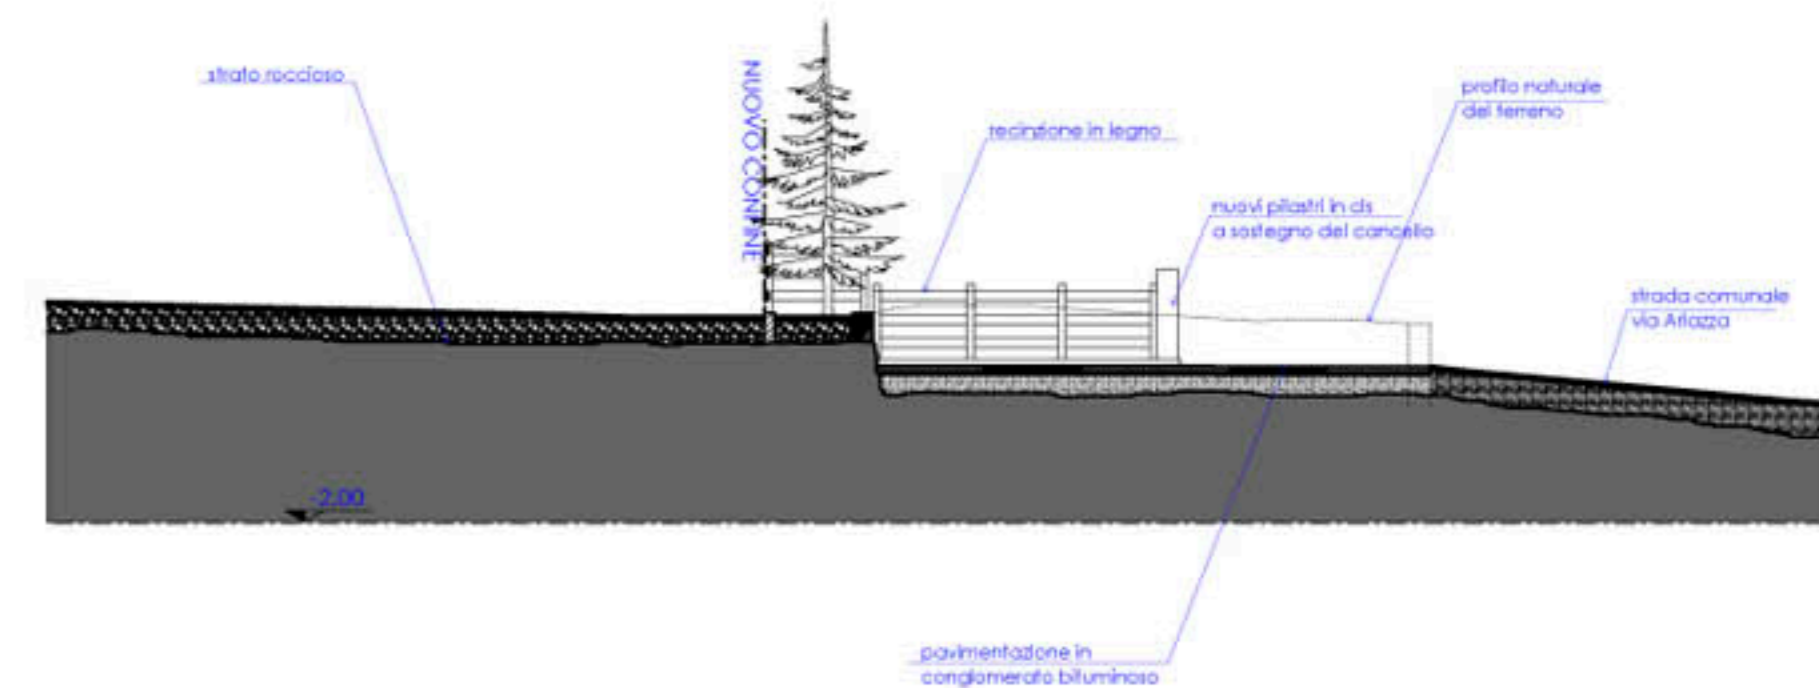 strato roccioso
NUOVO CONFINE
recinzione in legno
profilo naturale
del terreno
nuovi pilastri in cls
a sostegno del cancello
strada comunale
via Arlazza
-2.00
pavimentazione in
conglomerato bituminoso